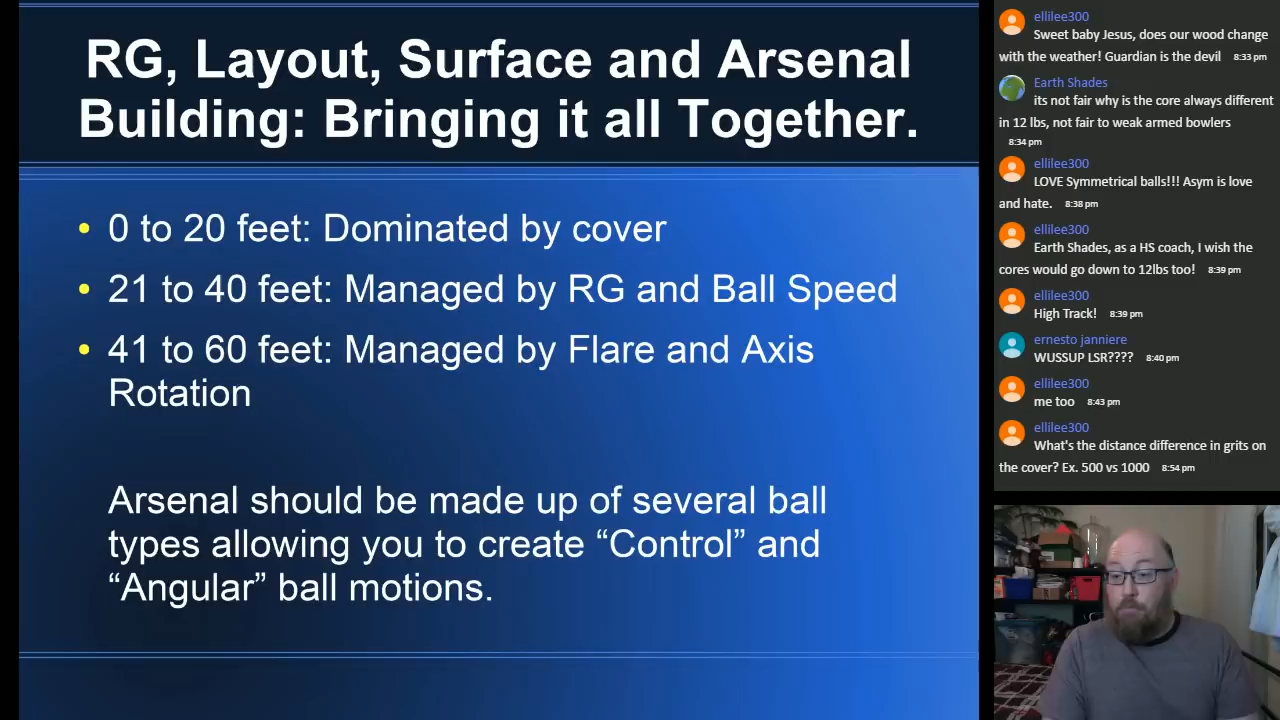 RG, Layout, Surface and Arsenal
Building: Bringing it all Together.
• 0 to 20 feet: Dominated by cover
• 21 to 40 feet: Managed by RG and Ball Speed
• 41 to 60 feet: Managed by Flare and Axis
Rotation
Arsenal should be made up of several ball
types allowing you to create “Control” and
“Angular” ball motions.
ellilee300
Sweet baby Jesus, does our wood change
with the weather! Guardian is the devil 8:33 pm
Earth Shades
its not fair why is the core always different
in 12 lbs, not fair to weak armed bowlers
8:34 pm
ellilee300
LOVE Symmetrical balls!!! Asym is love
and hate. 8:38 pm
ellilee300
Earth Shades, as a HS coach, I wish the
cores would go down to 12lbs too! 8:39 pm
ellilee300
High Track! 8:39 pm
ernesto janniere
WUSSUP LSR???? 8:40 pm
ellilee300
me too 8:43 pm
ellilee300
What's the distance difference in grits on
the cover? Ex. 500 vs 1000 8:54 pm